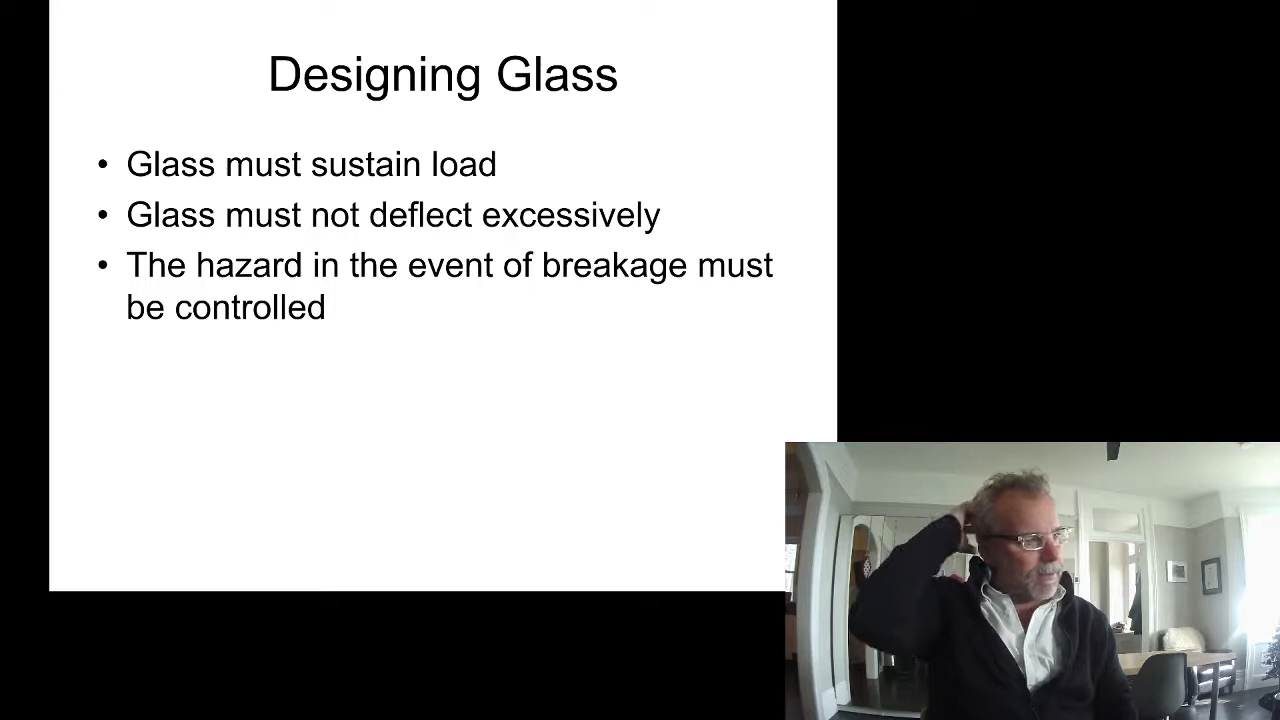 Designing Glass
• Glass must sustain load
• Glass must not deflect excessively
• The hazard in the event of breakage must
be controlled